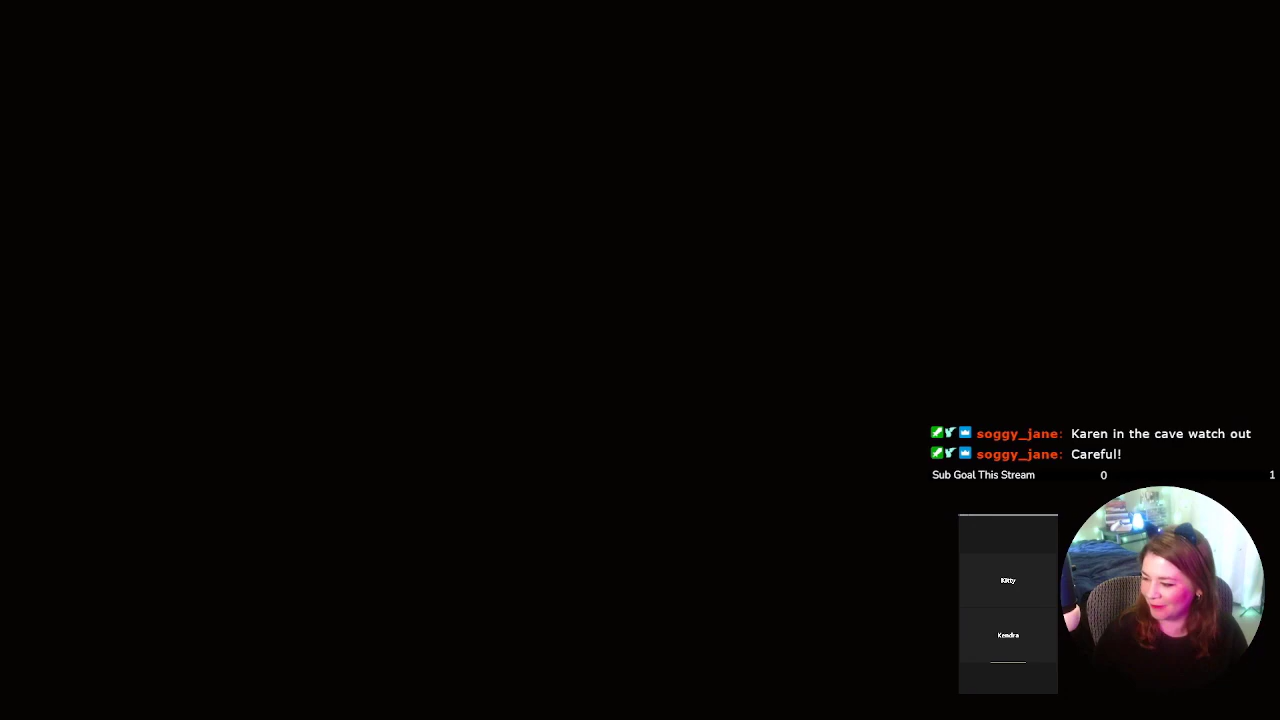 soggy_jane: Karen in the cave watch out
soggy_jane: Careful!
Sub Goal This Stream 0 1
Kitty
Kendra